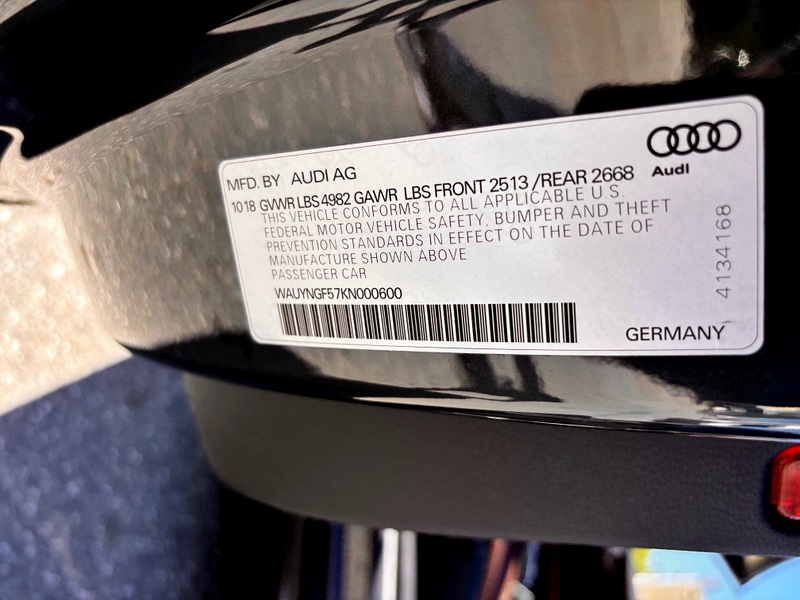 MFD. BY AUDI AG
10 18 GVWR LBS 4982 GAWR LBS FRONT 2513 /REAR 2668
THIS VEHICLE CONFORMS TO ALL APPLICABLE U.S.
FEDERAL MOTOR VEHICLE SAFETY, BUMPER AND THEFT
PREVENTION STANDARDS IN EFFECT ON THE DATE OF
MANUFACTURE SHOWN ABOVE
PASSENGER CAR
WAUYNGF57KN000600
GERMANY
Audi
4134168